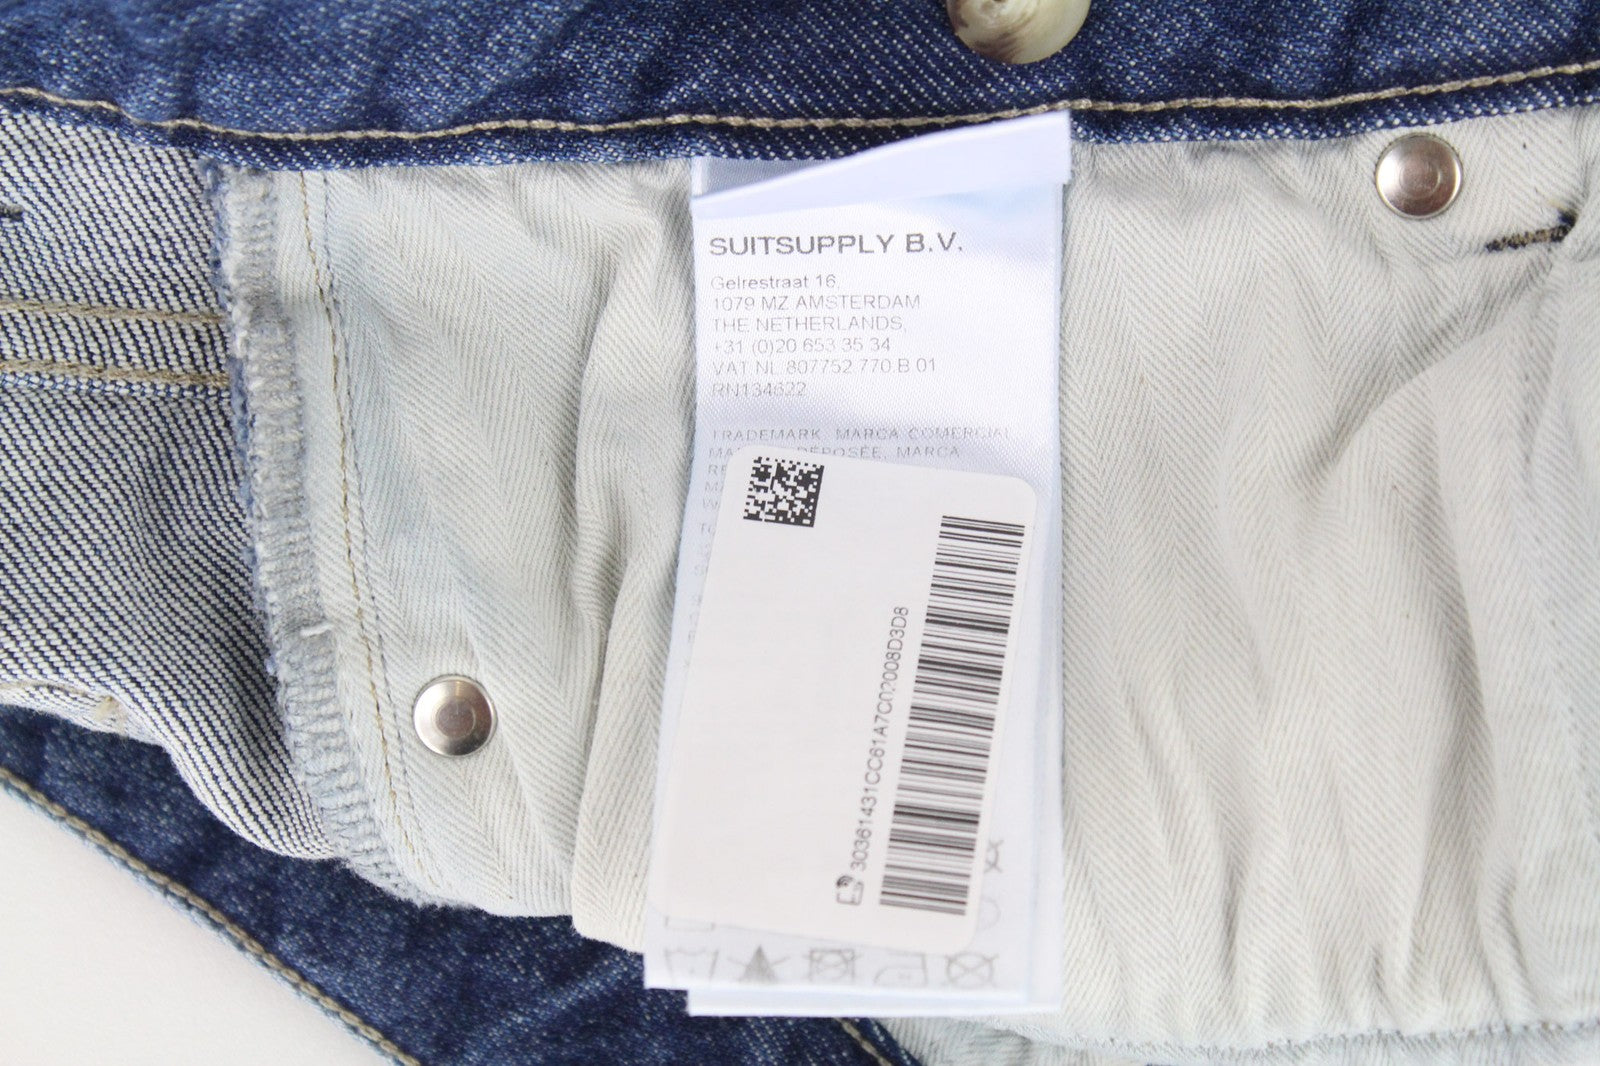 SUITSUPPLY B.V.
Gelrestraat 16,
1079 MZ AMSTERDAM
THE NETHERLANDS,
+31 (0)20 653 35 34
VAT NL 807752.770.B.01
RN134622
TRADEMARK, MARCA COMERCIAL
DÉPOSÉE, MARCA
30361431CC61A7C02008D3D8